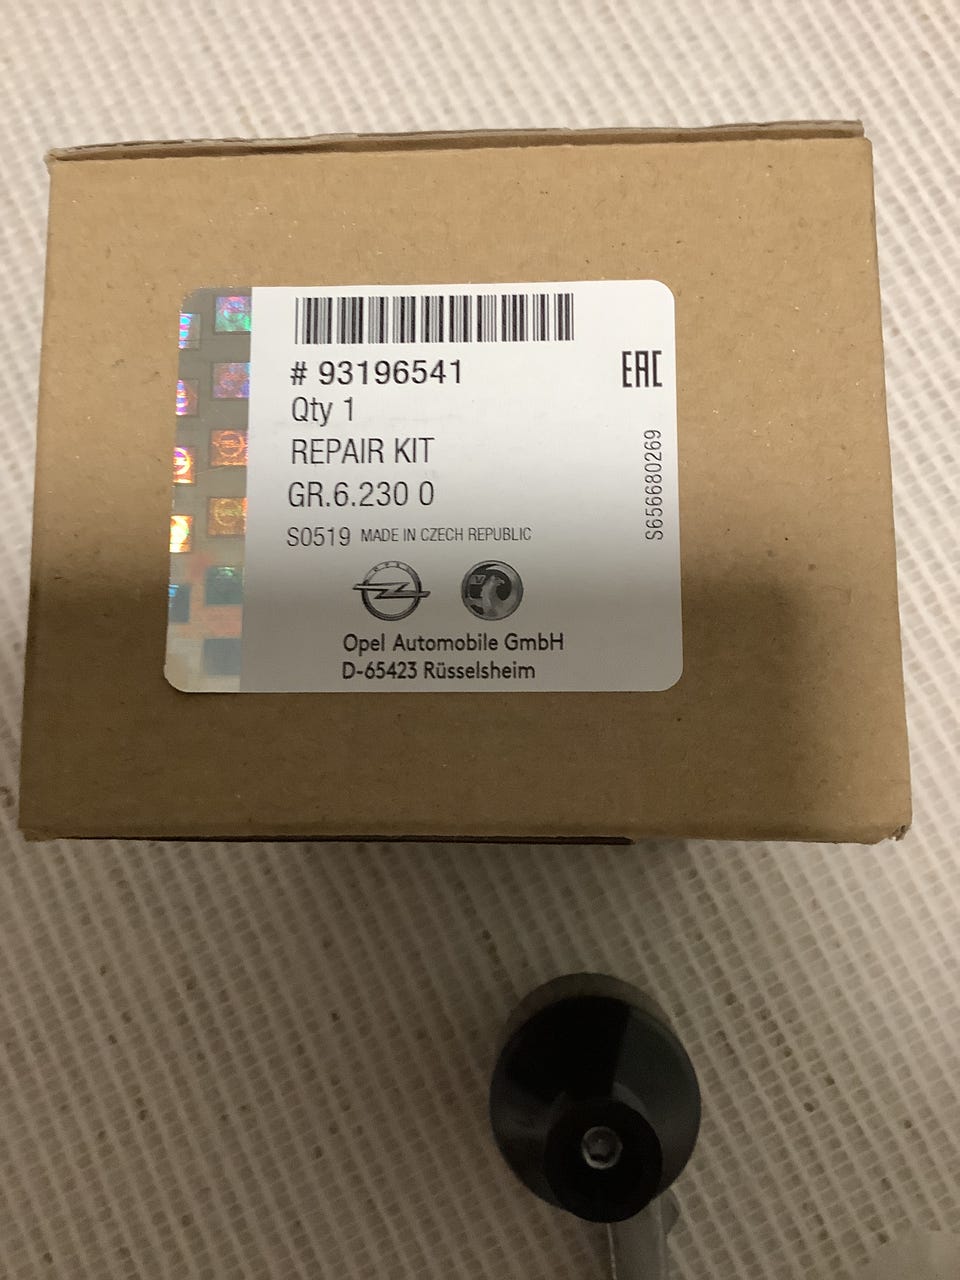 # 93196541
EAC
Qty 1
REPAIR KIT
GR.6.230 0
S0519 MADE IN CZECH REPUBLIC
S656680269
OPEL
Opel Automobile GmbH
D-65423 Rüsselsheim